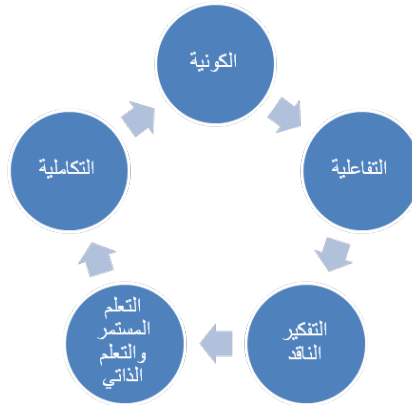 الكونية
التفاعلية
التفكير
الناقد
التعلم
المستمر
والتعلم
الذاتي
التكاملية